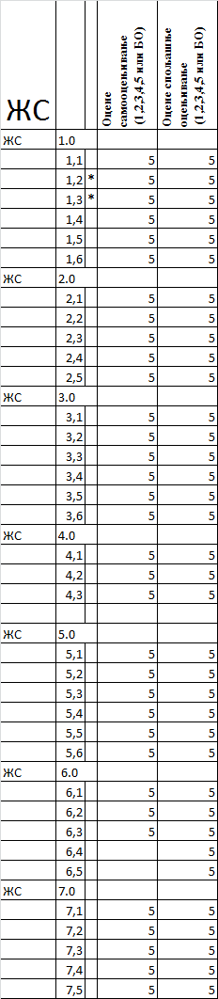 ЖС
Оцене
самооцењивање
(1,2,3,4,5 или БО)
Оцене спољашње
оцењивање
(1,2,3,4,5 или БО)
ЖС 1.0
1,1 5 5
1,2 * 5 5
1,3 * 5 5
1,4 5 5
1,5 5 5
1,6 5 5
ЖС 2.0
2,1 5 5
2,2 5 5
2,3 5 5
2,4 5 5
2,5 5 5
ЖС 3.0
3,1 5 5
3,2 5 5
3,3 5 5
3,4 5 5
3,5 5 5
3,6 5 5
ЖС 4.0
4,1 5 5
4,2 5 5
4,3 5 5
ЖС 5.0
5,1 5 5
5,2 5 5
5,3 5 5
5,4 5 5
5,5 5 5
5,6 5 5
ЖС 6.0
6,1 5 5
6,2 5 5
6,3 5 5
6,4 5
6,5 5
ЖС 7.0
7,1 5 5
7,2 5 5
7,3 5 5
7,4 5 5
7,5 5 5